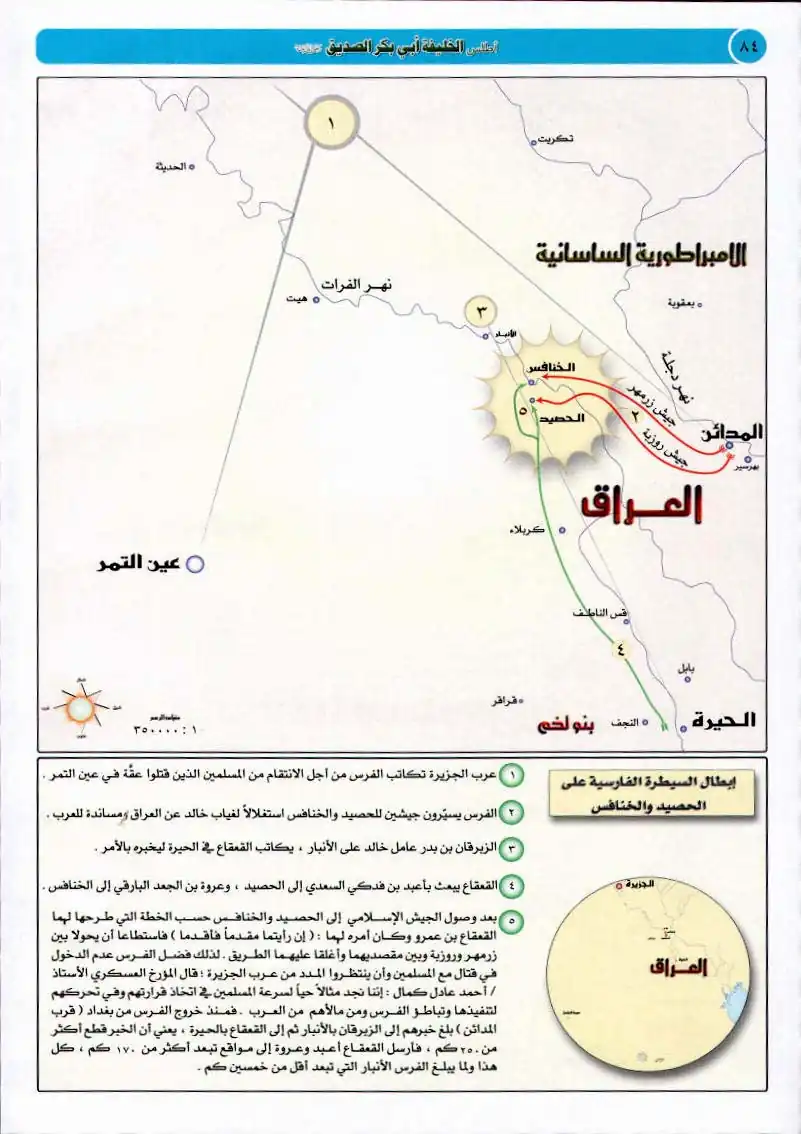 ٨٤
أطلس الخليفة أبي بكر الصديق
١
تكريت
الحديثة
الامبراطورية الساسانية
نهر الفرات
هيت
بعقوبة
٣
الأنبار
نهر دجلة
الخنافس
جيش زرمهر
٢
٥
الحصيد
جيش روزبة
المدائن
بهرسير
العراق
كربلاء
عين التمر
قس الناطف
٤
بابل
قراقر
بنو لخم
النجف
الحيرة
مقياس الرسم
١ : ٣٥٠٠٠٠٠
إبطال السيطرة الفارسية على
الحصيد والخنافس
١ عرب الجزيرة تكاتب الفرس من أجل الانتقام من المسلمين الذين قتلوا عقَّة في عين التمر .
٢ الفرس يسيّرون جيشين للحصيد والخنافس استغلالاً لغياب خالد عن العراق ومساندة للعرب .
٣ الزبرقان بن بدر عامل خالد على الأنبار ، يكاتب القعقاع في الحيرة ليخبره بالأمر .
٤ القعقاع يبعث بأعبد بن فدكي السعدي إلى الحصيد ، وعروة بن الجعد البارقي إلى الخنافس .
٥ بعد وصول الجيش الإسلامي إلى الحصيد والخنافس حسب الخطة التي طرحها لهما
القعقاع بن عمرو وكان أمره لهما : ( إن رأيتما مقدماً فأقدما ) فاستطاعا أن يحولا بين
زرمهر وروزبة وبين مقصديهما وأغلقا عليهما الطريق . لذلك فضل الفرس عدم الدخول
في قتال مع المسلمين وأن ينتظروا المدد من عرب الجزيرة : قال المؤرخ العسكري الأستاذ
/ أحمد عادل كمال : إننا نجد مثالاً حياً لسرعة المسلمين في اتخاذ قراراتهم وفي تحركهم
لتنفيذها وتباطؤ الفرس ومن مالأهم من العرب . فمنذ خروج الفرس من بغداد ( قرب
المدائن ) بلغ خبرهم إلى الزبرقان بالأنبار ثم إلى القعقاع بالحيرة ، يعني أن الخبر قطع أكثر
من ٢٥٠ كم ، فأرسل القعقاع أعبد وعروة إلى مواقع تبعد أكثر من ١٧٠ كم ، كل
هذا ولما يبلغ الفرس الأنبار التي تبعد أقل من خمسين كم .
الجزيرة
العراق